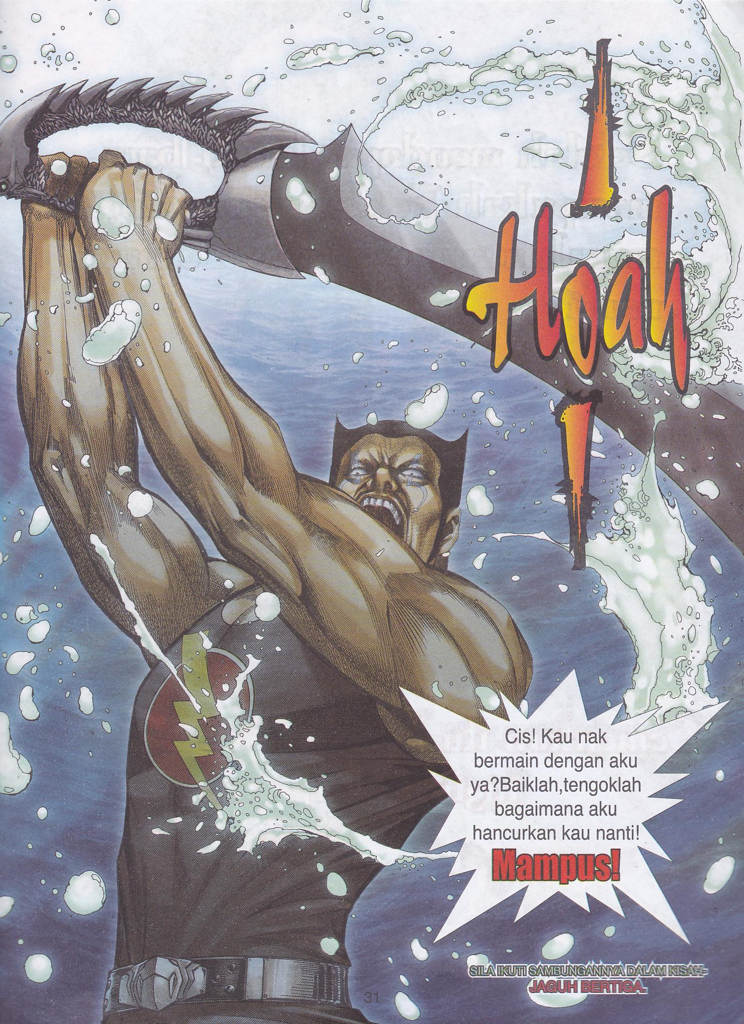 ! Hoah !
Cis! Kau nak
bermain dengan aku
ya?Baiklah,tengoklah
bagaimana aku
hancurkan kau nanti!
Mampus!
SILA IKUTI SAMBUNGANNYA DALAM KISAH-
JAGUH BERTIGA.
31